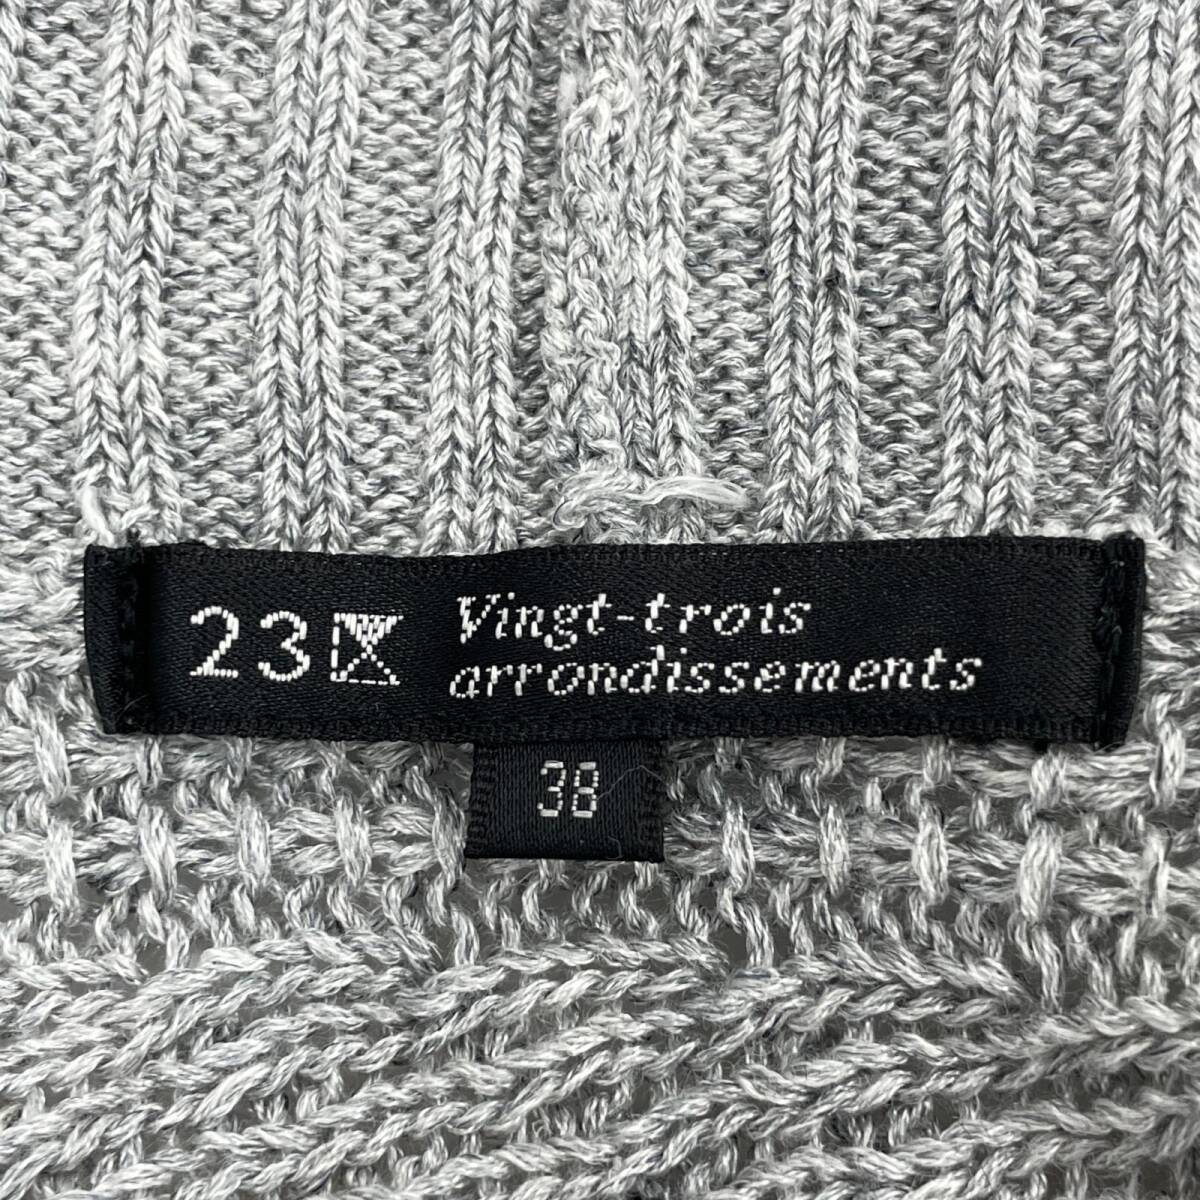 23区 Vingt-trois
arrondissements
38